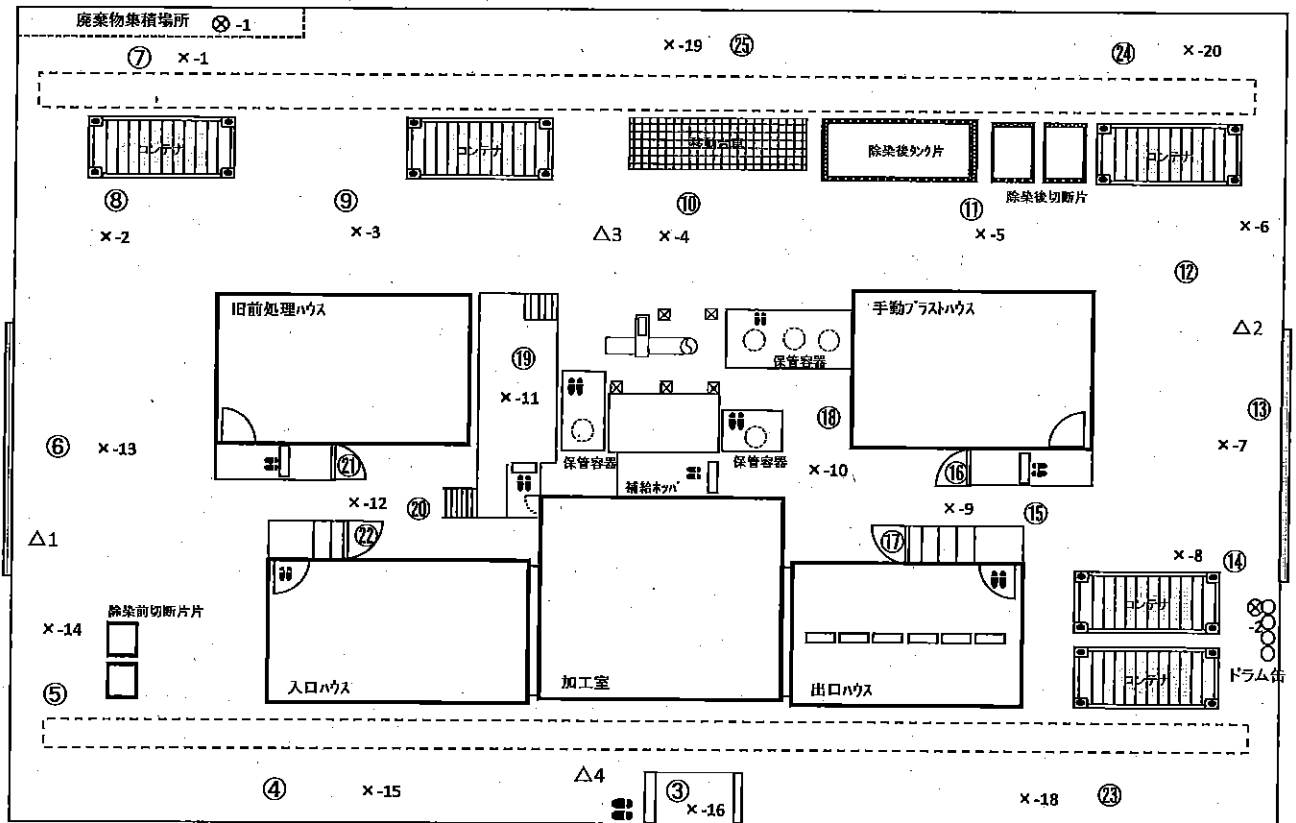 廃棄物集積場所 ⊗ -1
⑦ ×-1
×-19 ㉕
㉔ ×-20
コンテナ
コンテナ
移動台車
除染後タンク片
コンテナ
除染後切断片
⑧
⑨
⑩
⑪
×-2
×-3
△3
×-4
×-5
×-6
⑫
旧前処理ハウス
手動ブラストハウス
△2
⑲
保管容器
×-11
⑱
⑬
⑥ ×-13
×-7
㉑
保管容器
保管容器
×-10
⑯
補給ホッパ
×-12 ⑳
×-9
⑮
△1
㉒
⑰
×-8 ⑭
除染前切断片片
コンテナ
⊗
-2
×-14
⑤
入口ハウス
加工室
出口ハウス
コンテナ
ドラム缶
④ ×-15
△4
③
×-16
×-18 ㉓